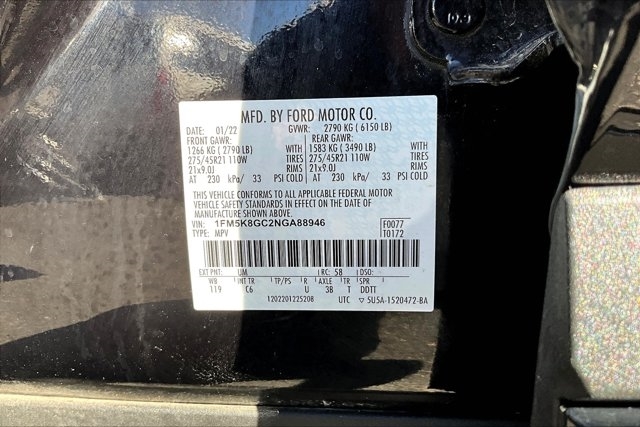 10.9
MFD. BY FORD MOTOR CO.
DATE: 01/22 GVWR: 2790 KG ( 6150 LB)
FRONT GAWR: REAR GAWR:
1266 KG ( 2790 LB) WITH 1583 KG ( 3490 LB) WITH
275/45R21 110W TIRES 275/45R21 110W TIRES
21x9.0J RIMS 21x9.0J RIMS
AT 230 kPa/ 33 PSI COLD AT 230 kPa/ 33 PSI COLD
THIS VEHICLE CONFORMS TO ALL APPLICABLE FEDERAL MOTOR
VEHICLE SAFETY STANDARDS IN EFFECT ON THE DATE OF
MANUFACTURE SHOWN ABOVE.
VIN: 1FM5K8GC2NGA88946 F0077
TYPE: MPV T0172
EXT PNT: UM RC: 58 DSO:
WB INT TR TP/PS R AXLE TR SPR
119 C6 U 3B T DDTT
1202201225208 UTC ▽ 5U5A-1520472-BA